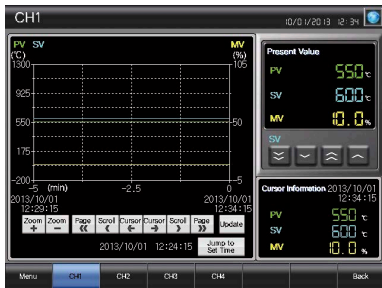 CH1
10/01/2013 12:34
PV SV MV
(℃) (%)
1300 105
925
550 50
175
-200 -5
-5 (min) -2.5 0
2013/10/01 2013/10/01
12:29:15 12:34:15
Zoom + Zoom - Page Scroll Cursor Cursor Scroll Page Update
2013/10/01 12:24:15 Jump to Set Time
Present Value
PV 550 ℃
SV 600 ℃
MV 10.0 %
SV
Cursor Information 2013/10/01
12:34:15
PV 550 ℃
SV 600 ℃
MV 10.0 %
Menu CH1 CH2 CH3 CH4 Back